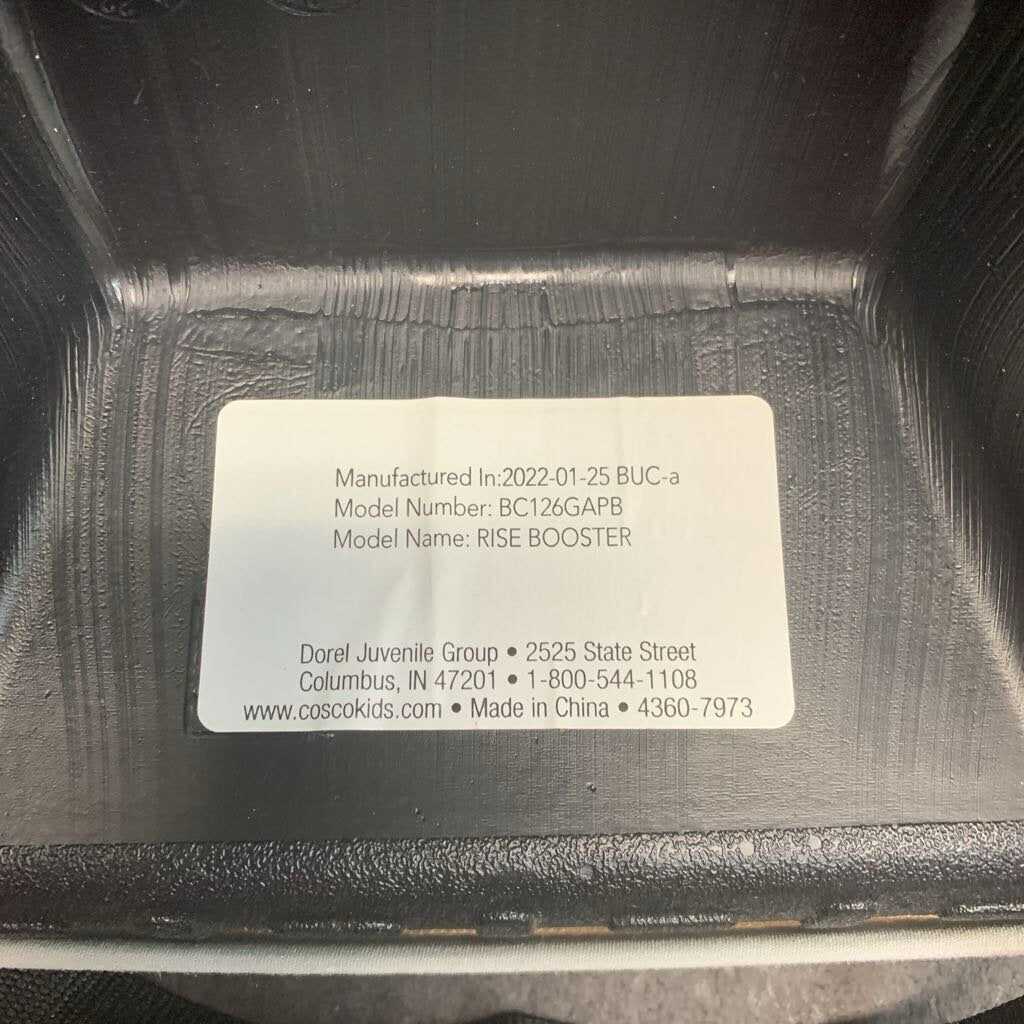 Manufactured In:2022-01-25 BUC-a
Model Number: BC126GAPB
Model Name: RISE BOOSTER
Dorel Juvenile Group • 2525 State Street
Columbus, IN 47201 • 1-800-544-1108
www.coscokids.com • Made in China • 4360-7973